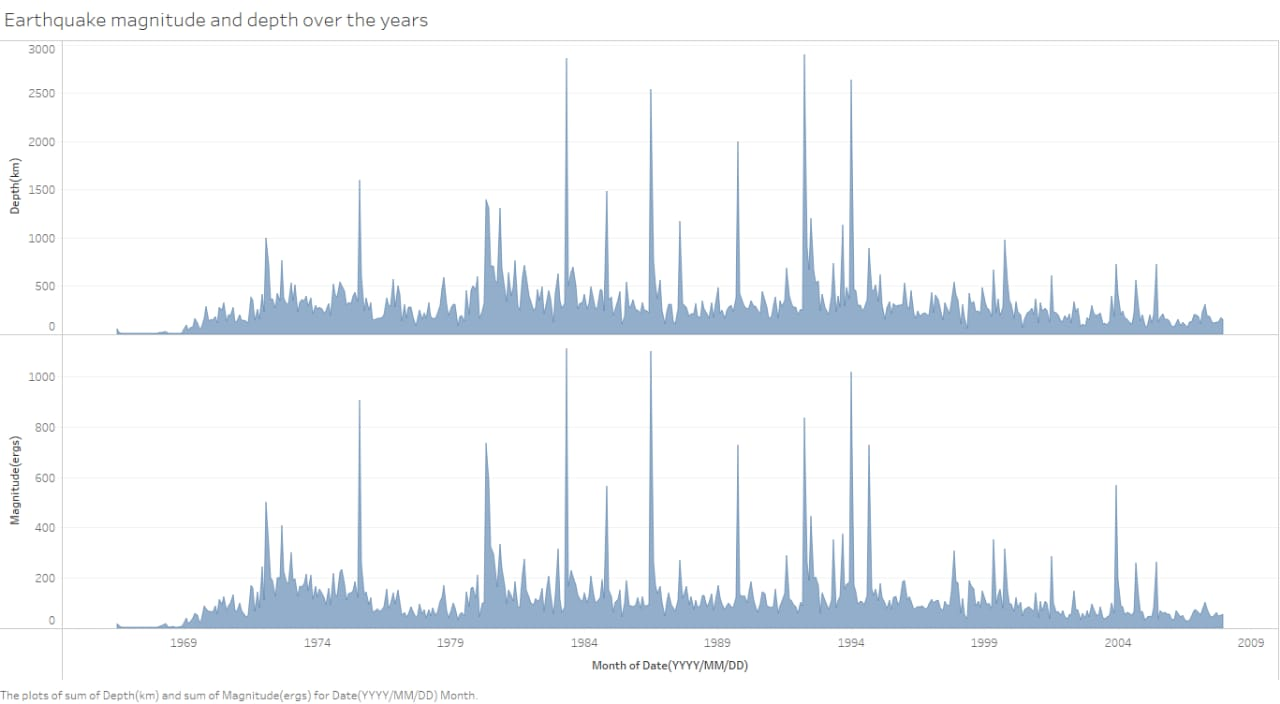 Earthquake magnitude and depth over the years
3000
2500
2000
1500
1000
500
0
Depth(km)
1000
800
600
400
200
0
Magnitude(ergs)
1969 1974 1979 1984 1989 1994 1999 2004 2009
Month of Date(YYYY/MM/DD)
The plots of sum of Depth(km) and sum of Magnitude(ergs) for Date(YYYY/MM/DD) Month.